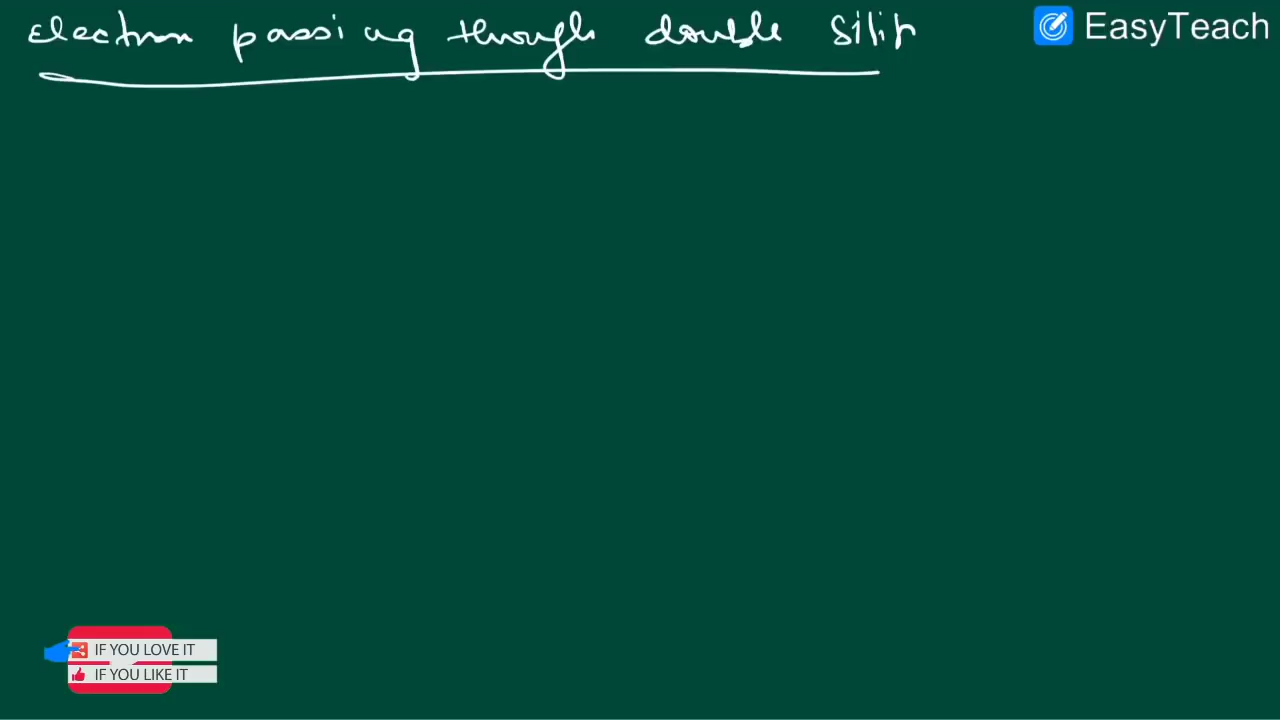 electron passing through double slit
EasyTeach
IF YOU LOVE IT
IF YOU LIKE IT